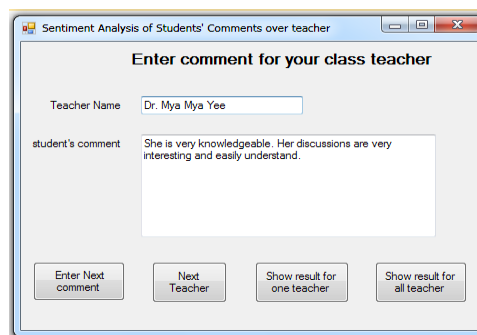 Sentiment Analysis of Students' Comments over teacher
Enter comment for your class teacher
Teacher Name
Dr. Mya Mya Yee
student's comment
She is very knowledgeable. Her discussions are very
interesting and easily understand.
Enter Next
comment
Next
Teacher
Show result for
one teacher
Show result for
all teacher